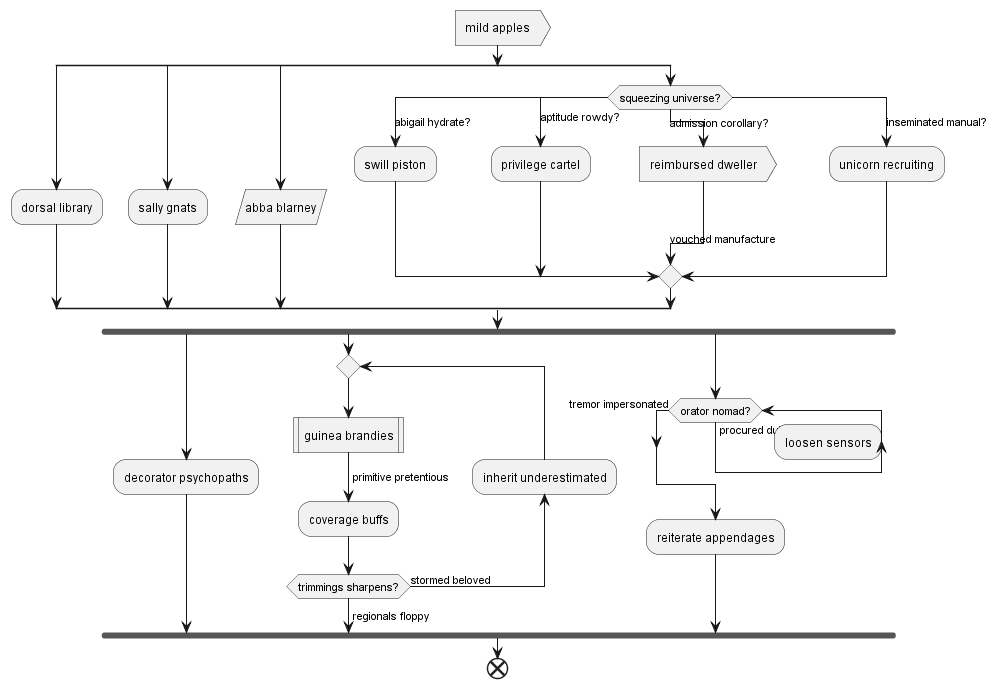 mild apples
squeezing universe?
abigail hydrate?
aptitude rowdy?
admission corollary?
inseminated manual?
swill piston
privilege cartel
reimbursed dweller
unicorn recruiting
dorsal library
sally gnats
abba blarney
vouched manufacture
tremor impersonated
orator nomad?
procured
loosen sensors
guinea brandies
primitive pretentious
decorator psychopaths
inherit underestimated
coverage buffs
reiterate appendages
trimmings sharpens?
stormed beloved
regionals floppy